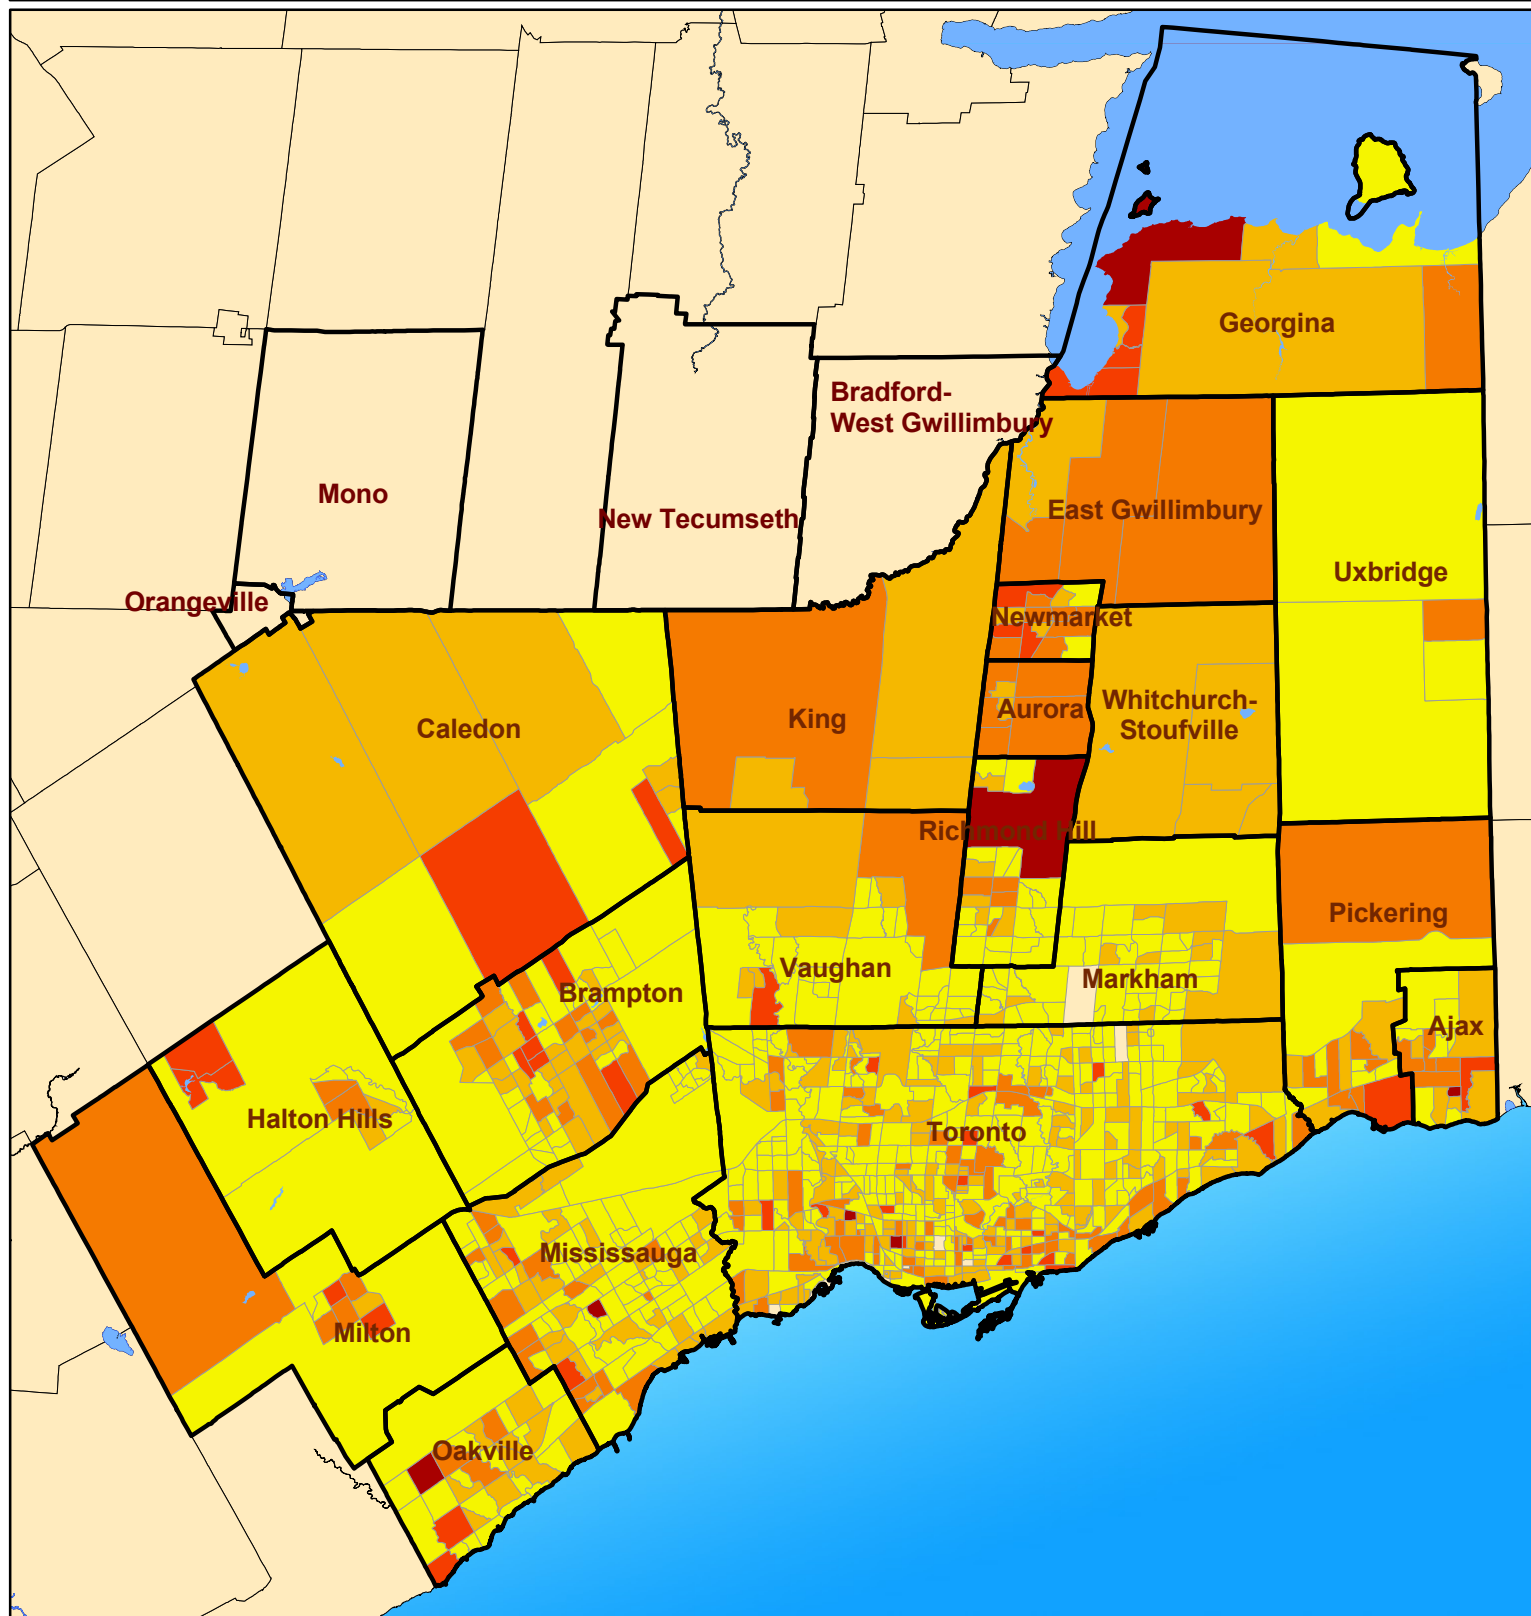 Georgina
Bradford-
West Gwillimbury
Mono
New Tecumseth
East Gwillimbury
Uxbridge
Orangeville
Newmarket
Caledon
King
Aurora
Whitchurch-
Stoufville
Richmond Hill
Pickering
Vaughan
Markham
Brampton
Ajax
Halton Hills
Toronto
Mississauga
Milton
Oakville